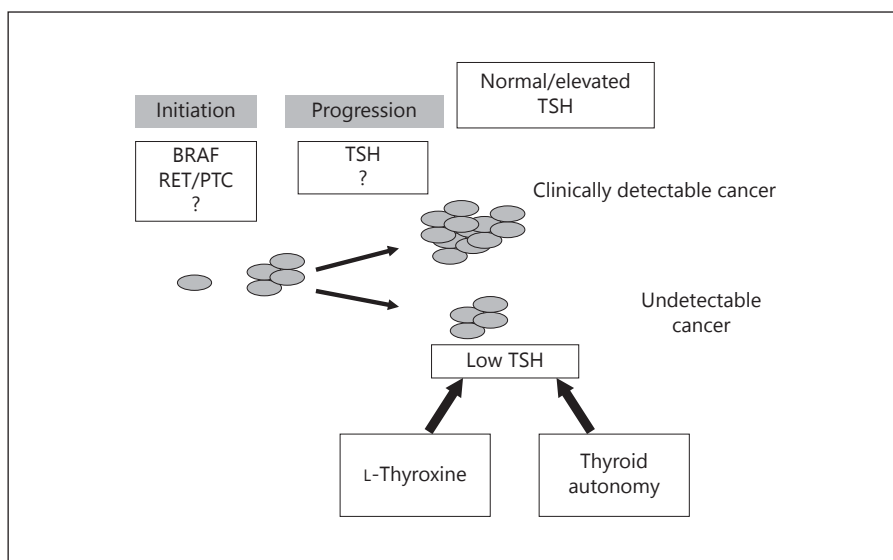 Normal/elevated
TSH
Initiation
Progression
BRAF
RET/PTC
?
TSH
?
Clinically detectable cancer
Undetectable
cancer
Low TSH
L-Thyroxine
Thyroid
autonomy